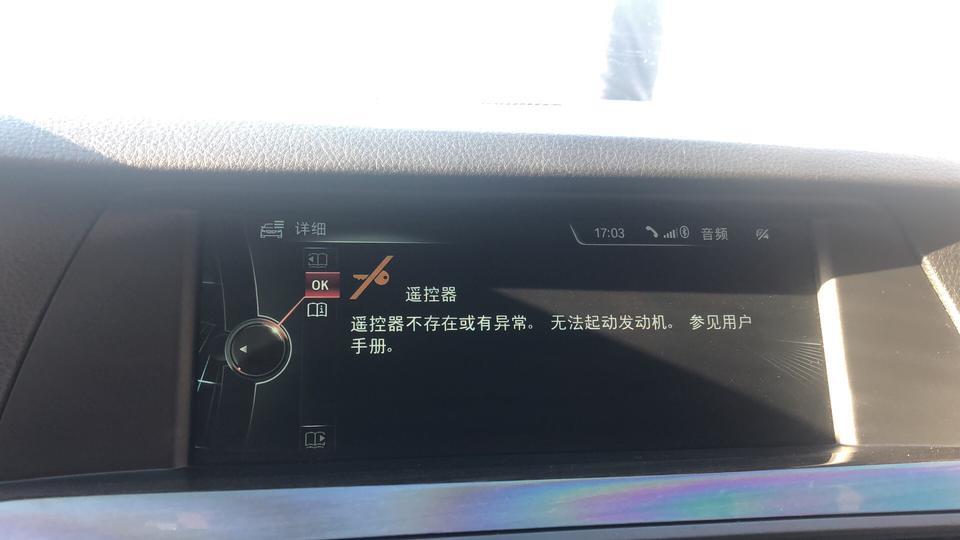 详细
17:03
音频
OK
遥控器
遥控器不存在或有异常。 无法起动发动机。 参见用户
手册。